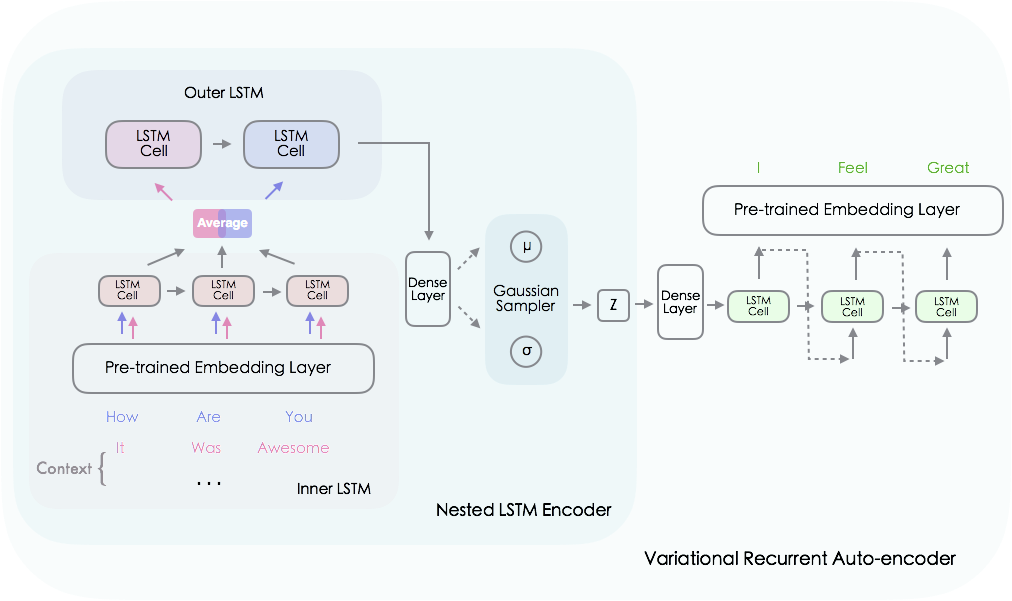 Outer LSTM
LSTM
Cell
LSTM
Cell
Average
LSTM
Cell
LSTM
Cell
LSTM
Cell
Pre-trained Embedding Layer
How Are You
It Was Awesome
Context {
...
Inner LSTM
Dense
Layer
μ
Gaussian
Sampler
σ
Z
Dense
Layer
I Feel Great
Pre-trained Embedding Layer
LSTM
Cell
LSTM
Cell
LSTM
Cell
Nested LSTM Encoder
Variational Recurrent Auto-encoder